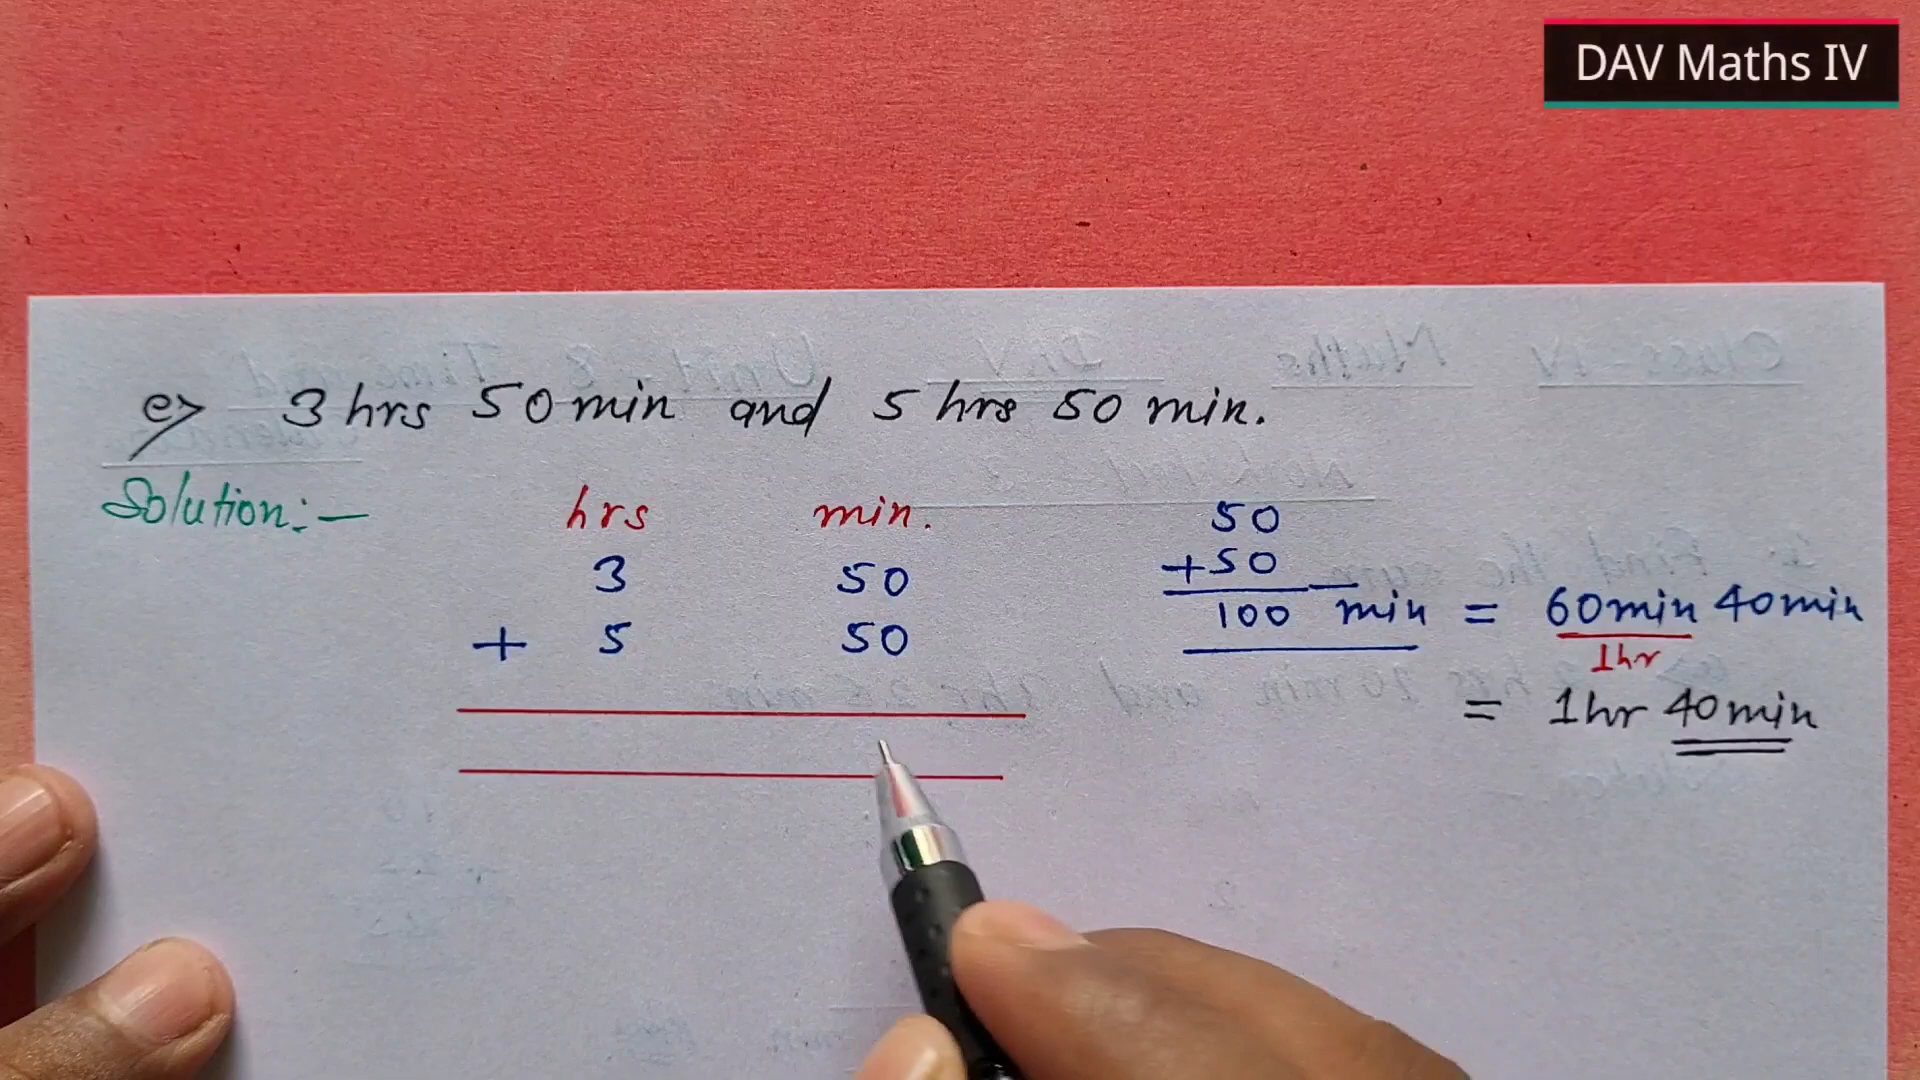 DAV Maths IV
e> 3 hrs 50 min and 5 hrs 50 min.
Solution:-
hrs min.
3 50
+ 5 50
50
+50
100 min = 60min 40min
1hr
= 1hr 40min